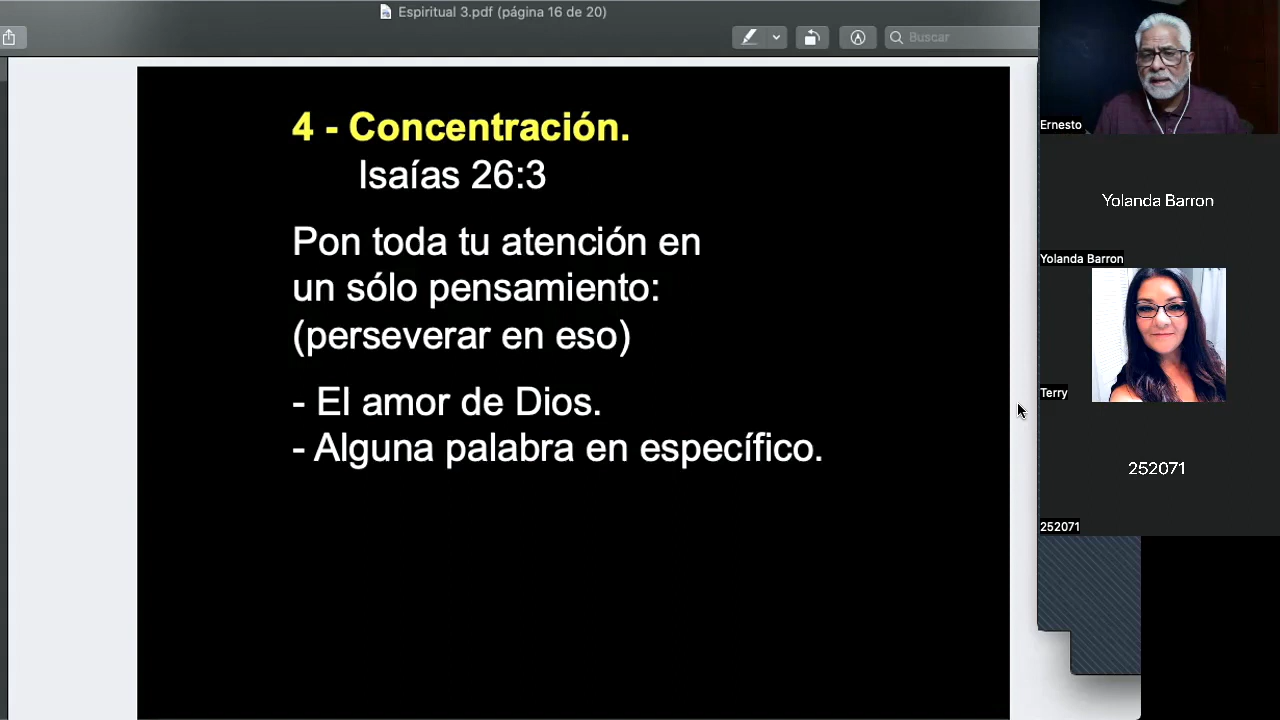 Espiritual 3.pdf (página 16 de 20)
Buscar
4 - Concentración.
Isaías 26:3
Pon toda tu atención en
un sólo pensamiento:
(perseverar en eso)
- El amor de Dios.
- Alguna palabra en específico.
Ernesto
Yolanda Barron
Yolanda Barron
Terry
252071
252071